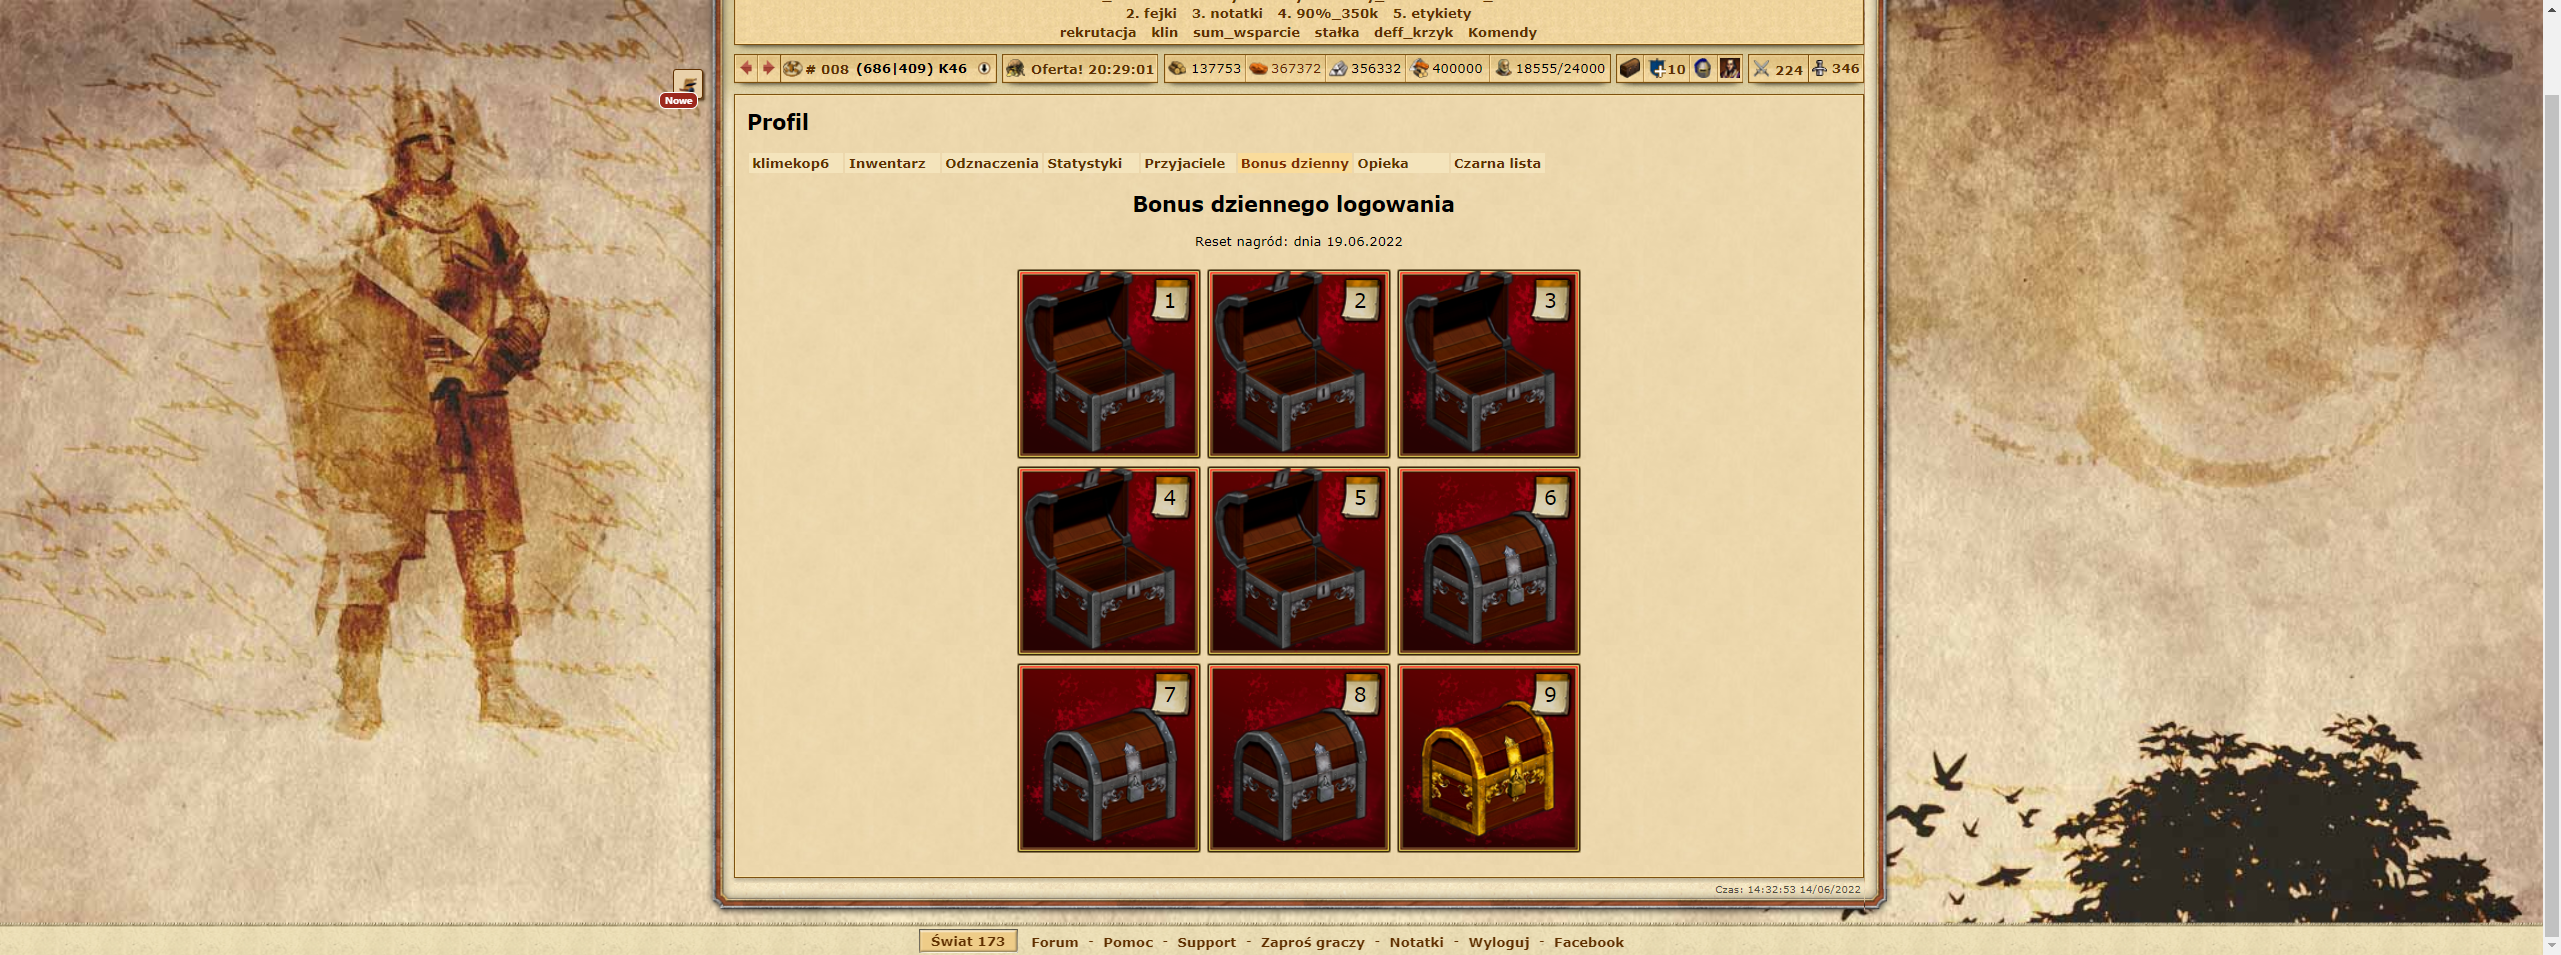 2. fejki 3. notatki 4. 90%_350k 5. etykiety
rekrutacja klin sum_wsparcie stałka deff_krzyk Komendy
# 008 (686|409) K46 Oferta! 20:29:01 137753 367372 356332 400000 18555/24000 10 224 346
Nowe
Profil
klimekop6 Inwentarz Odznaczenia Statystyki Przyjaciele Bonus dzienny Opieka Czarna lista
Bonus dziennego logowania
Reset nagród: dnia 19.06.2022
1 2 3
4 5 6
7 8 9
Czas: 14:32:53 14/06/2022
Świat 173 Forum - Pomoc - Support - Zaproś graczy - Notatki - Wyloguj - Facebook